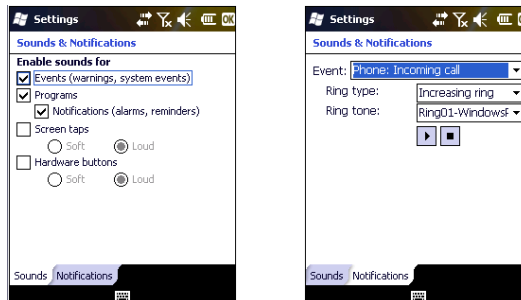 Settings
OK
Sounds & Notifications
Enable sounds for
Events (warnings, system events)
Programs
Notifications (alarms, reminders)
Screen taps
Soft Loud
Hardware buttons
Soft Loud
Sounds Notifications
Settings
Sounds & Notifications
Event: Phone: Incoming call
Ring type: Increasing ring
Ring tone: Ring01-WindowsF
Sounds Notifications